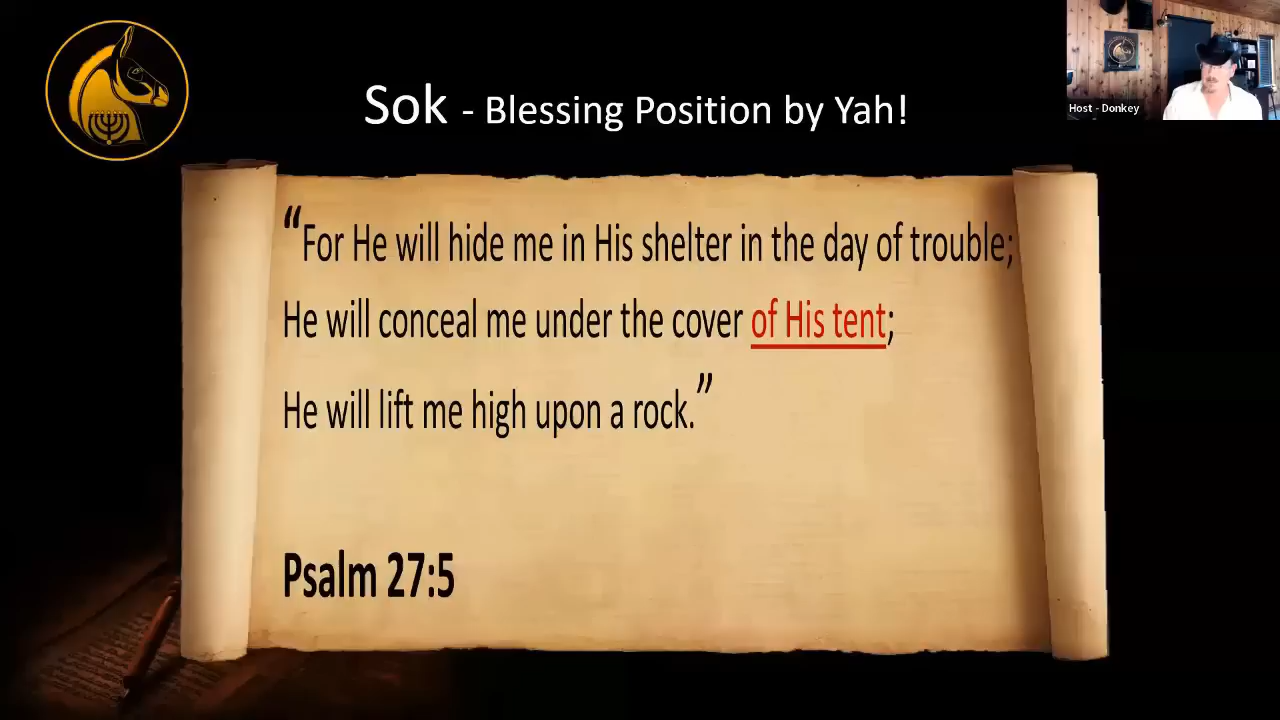 Sok - Blessing Position by Yah!
Host - Donkey
“For He will hide me in His shelter in the day of trouble;
He will conceal me under the cover of His tent;
He will lift me high upon a rock.”
Psalm 27:5